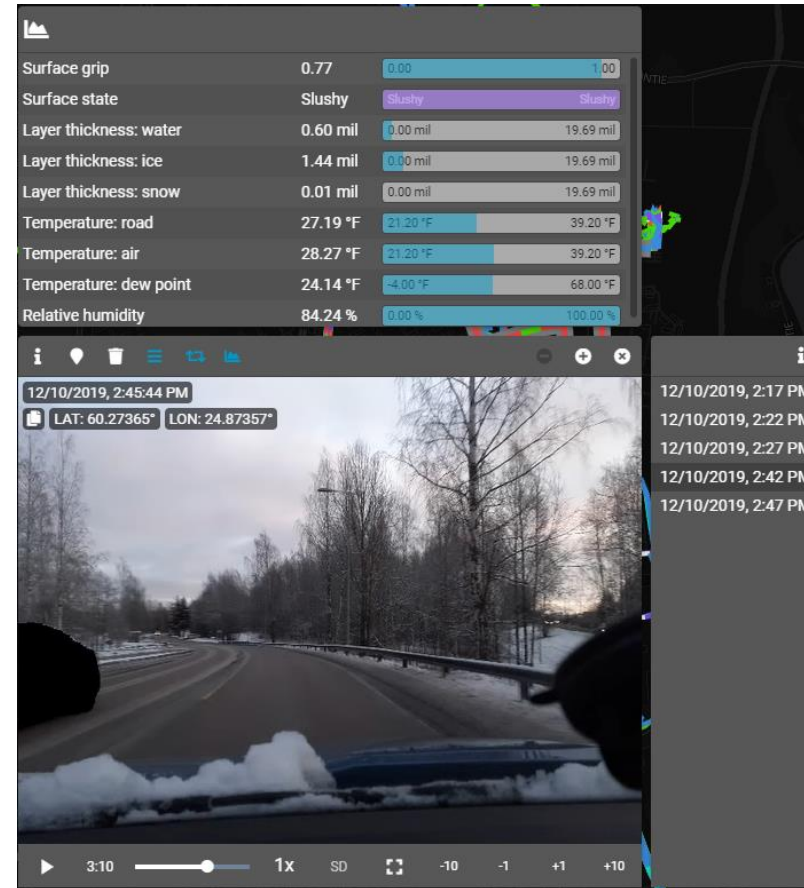 Surface grip 0.77 0.00 1.00
Surface state Slushy Slushy Slushy
Layer thickness: water 0.60 mil 0.00 mil 19.69 mil
Layer thickness: ice 1.44 mil 0.00 mil 19.69 mil
Layer thickness: snow 0.01 mil 0.00 mil 19.69 mil
Temperature: road 27.19 °F 21.20 °F 39.20 °F
Temperature: air 28.27 °F 21.20 °F 39.20 °F
Temperature: dew point 24.14 °F -4.00 °F 68.00 °F
Relative humidity 84.24 % 0.00 % 100.00 %
12/10/2019, 2:45:44 PM
LAT: 60.27365° LON: 24.87357°
3:10 1x SD -10 -1 +1 +10
12/10/2019, 2:17 PM
12/10/2019, 2:22 PM
12/10/2019, 2:27 PM
12/10/2019, 2:42 PM
12/10/2019, 2:47 PM